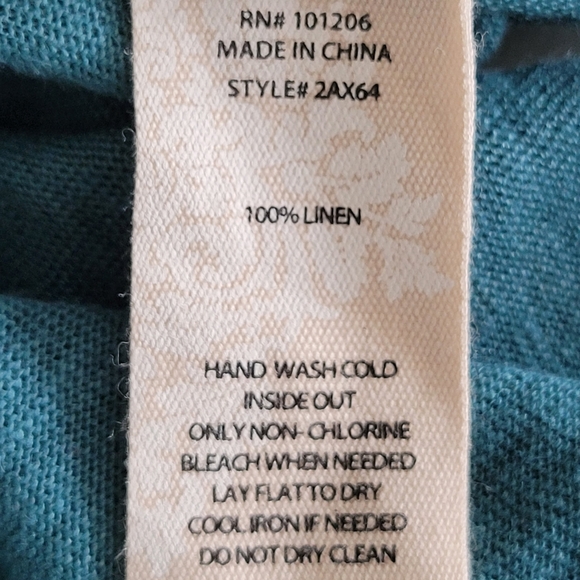 RN# 101206
MADE IN CHINA
STYLE# 2AX64
100% LINEN
HAND WASH COLD
INSIDE OUT
ONLY NON-CHLORINE
BLEACH WHEN NEEDED
LAY FLAT TO DRY
COOL IRON IF NEEDED
DO NOT DRY CLEAN